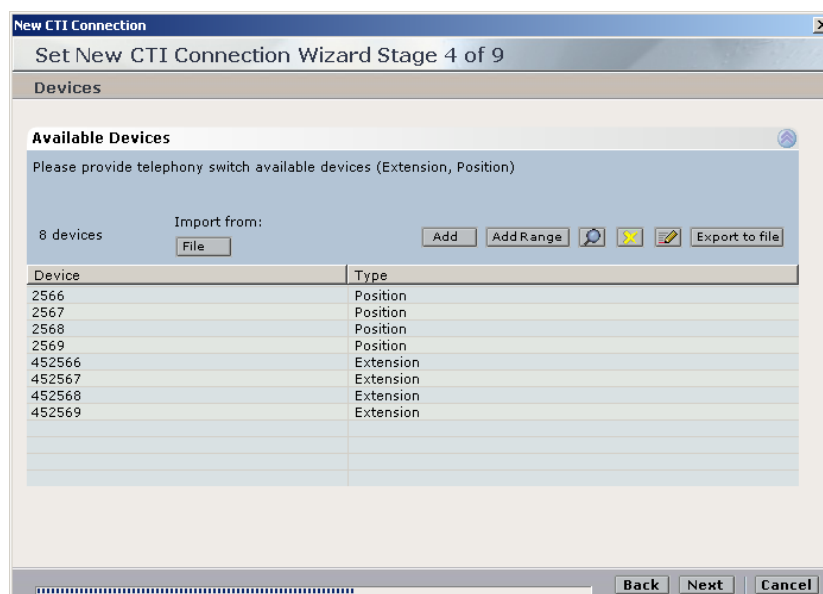 New CTI Connection
Set New CTI Connection Wizard Stage 4 of 9
Devices
Available Devices
Please provide telephony switch available devices (Extension, Position)
8 devices
Import from:
File
Add
Add Range
Export to file
Device Type
2566 Position
2567 Position
2568 Position
2569 Position
452566 Extension
452567 Extension
452568 Extension
452569 Extension
Back Next Cancel